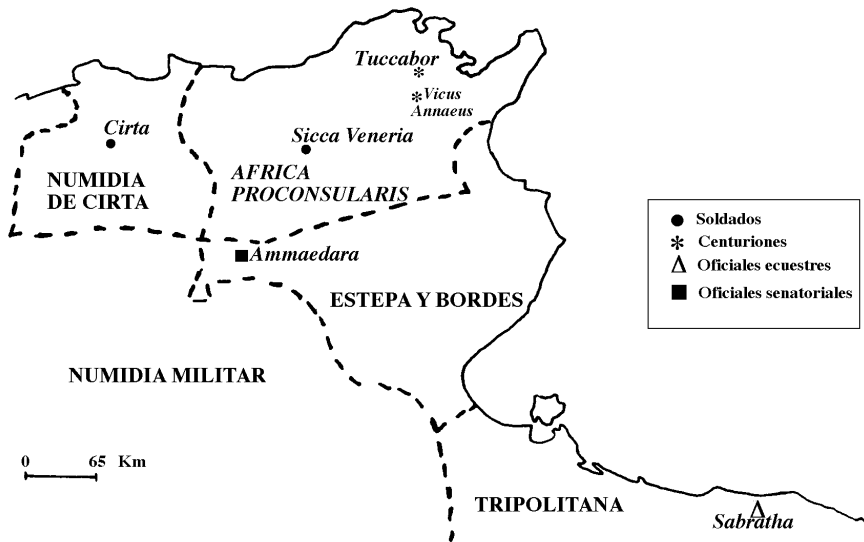 Tuccabor
Vicus
Annaeus
Cirta
Sicca Veneria
NUMIDIA
DE CIRTA
AFRICA
PROCONSULARIS
Ammaedara
ESTEPA Y BORDES
NUMIDIA MILITAR
0 65 Km
TRIPOLITANA
Sabratha
Soldados
Centuriones
Oficiales ecuestres
Oficiales senatoriales